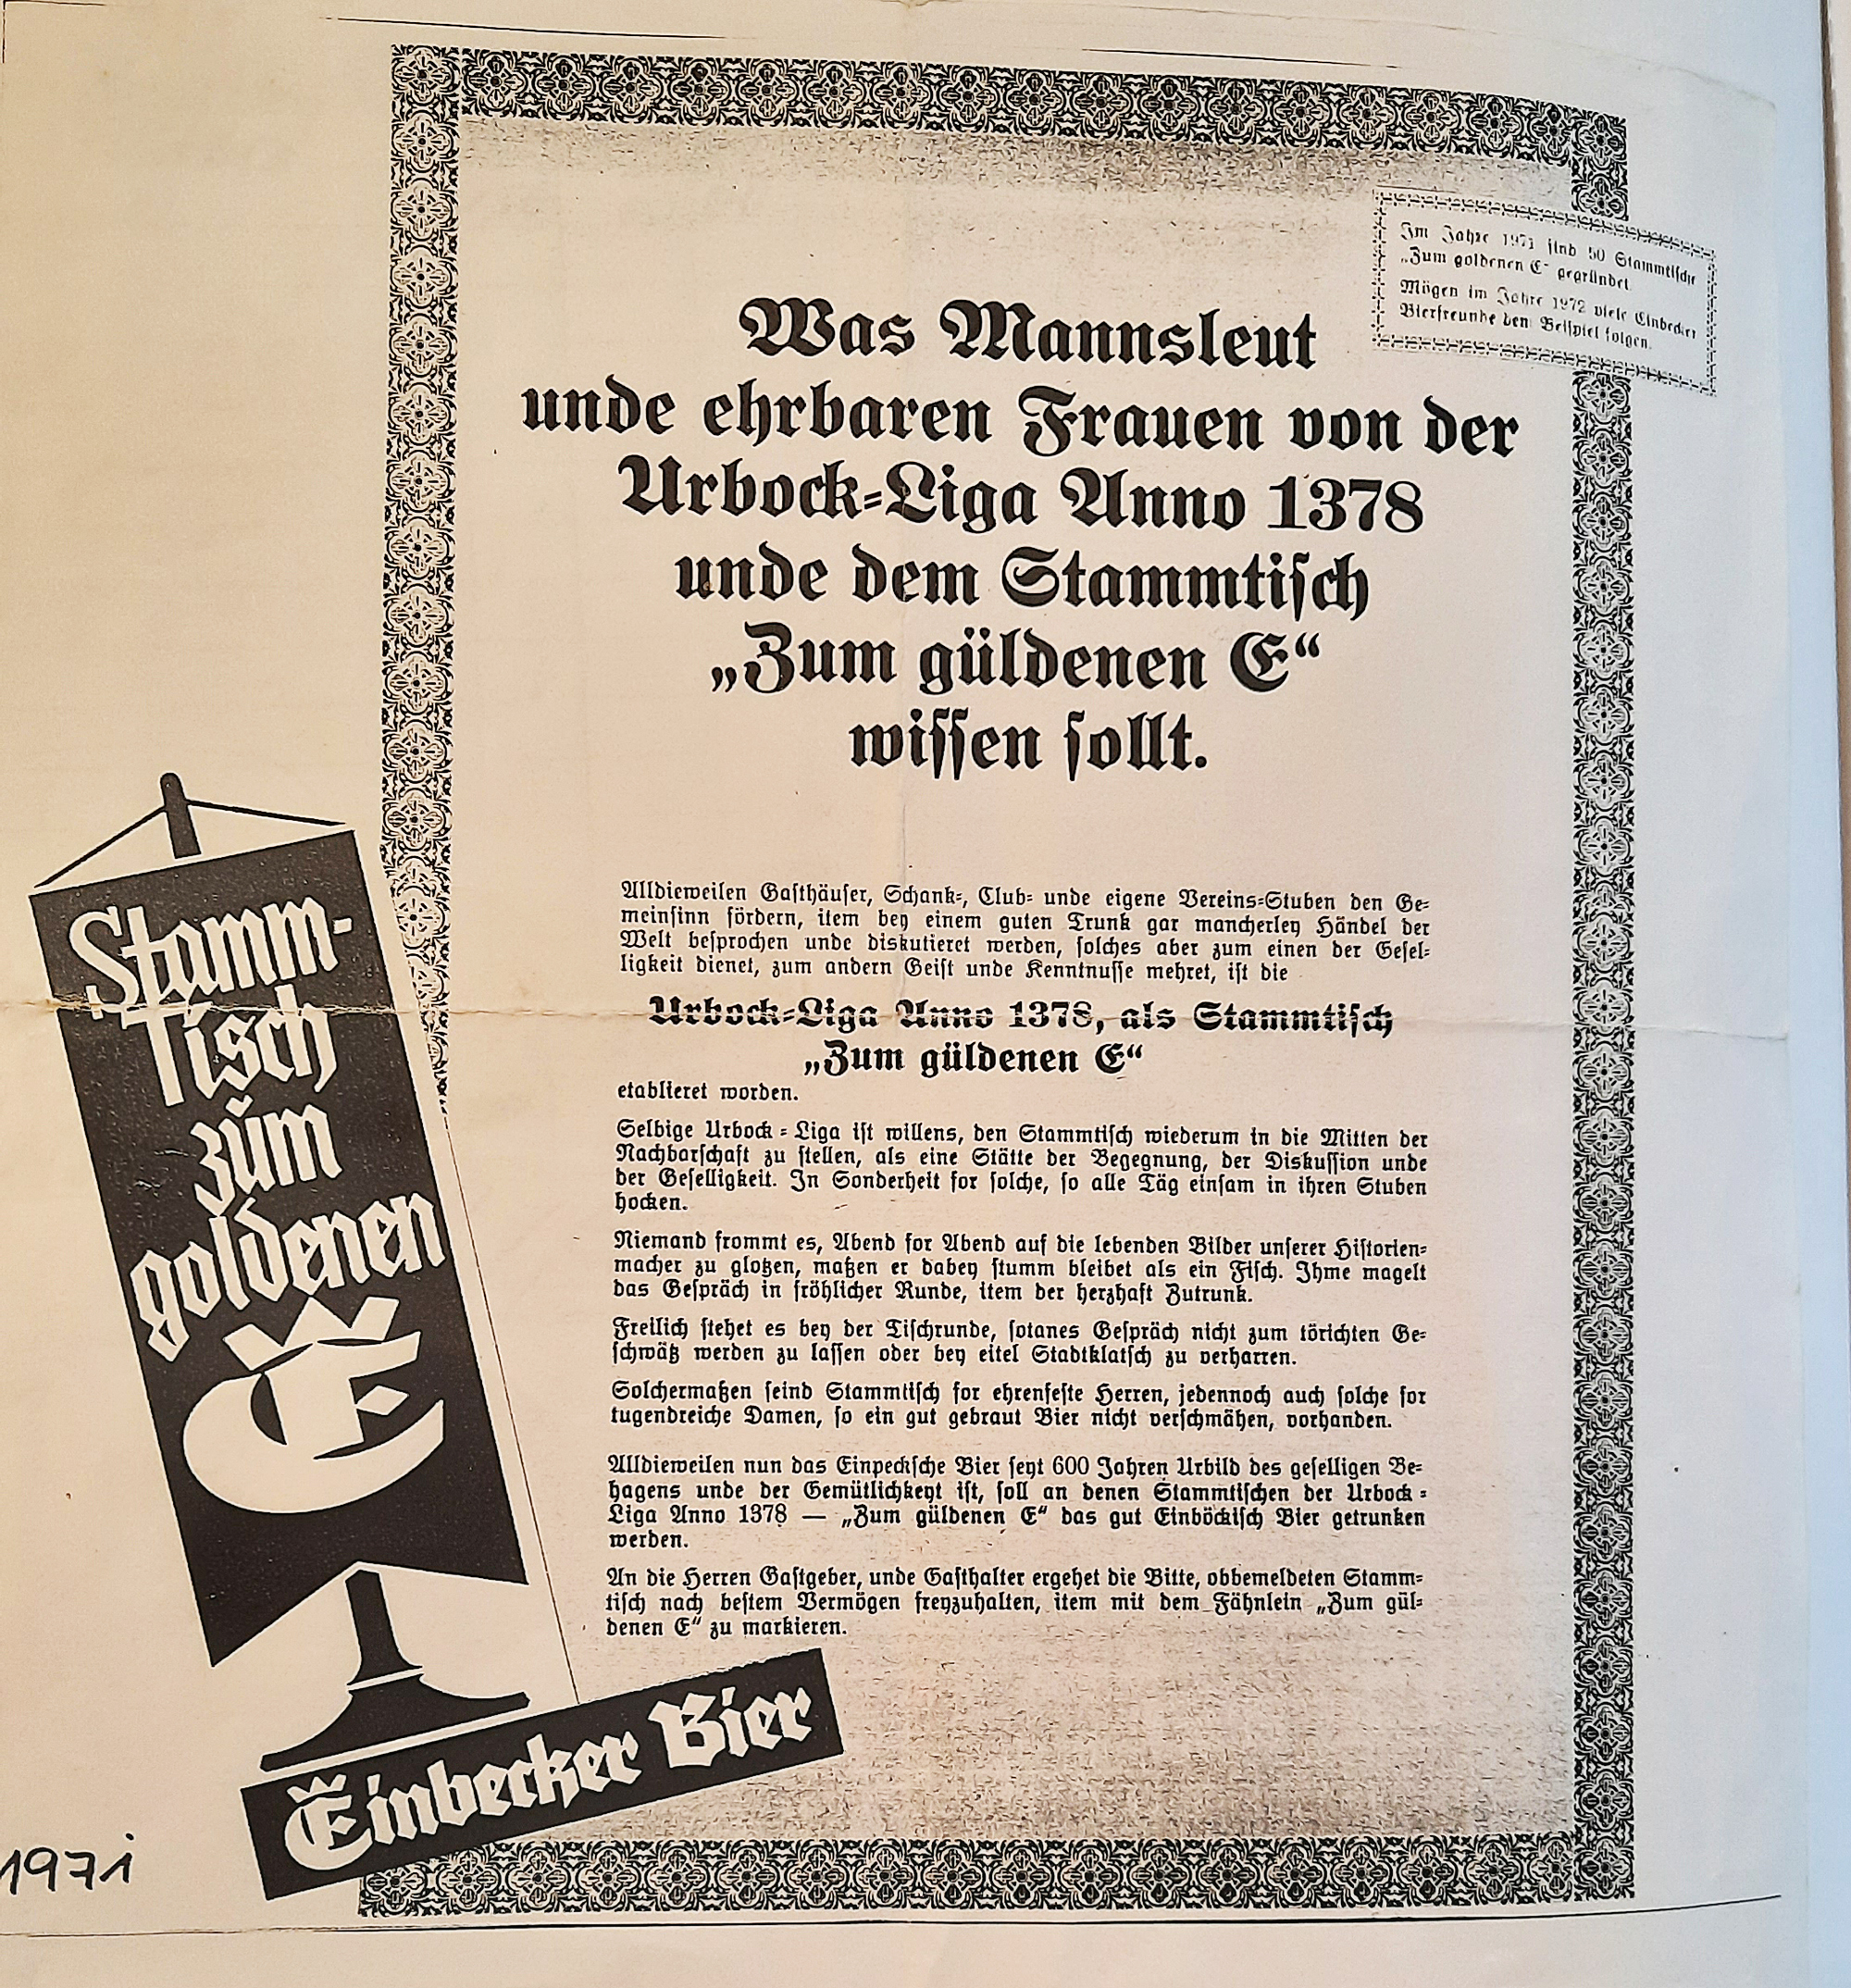 Im Jahre 1971 sind 50 Stammtische
„Zum goldenen E“ gegründet.
Mögen im Jahre 1972 viele Einbecker
Bierfreunde dem Beispiel folgen.
Was Mannsleut
unde ehrbaren Frauen von der
Urbock-Liga Anno 1378
unde dem Stammtiſch
„Zum güldenen E“
wiſſen ſollt.
Alldieweilen Gaſthäuſer, Schank-, Club- unde eigene Vereins-Stuben den Ge-
meinſinn fördern, item bey einem guten Trunk gar mancherley Händel der
Welt beſprochen unde diskutieret werden, ſolches aber zum einen der Geſel-
ligkeit dienet, zum andern Geiſt unde Kenntnuſſe mehret, iſt die
Urbock-Liga Anno 1378, als Stammtiſch
„Zum güldenen E“
etablieret worden.
Selbige Urbock-Liga iſt willens, den Stammtiſch wiederum in die Mitten der
Nachbarſchaft zu ſtellen, als eine Stätte der Begegnung, der Diskuſſion unde
der Geſelligkeit. In Sonderheit for ſolche, ſo alle Täg einſam in ihren Stuben
hocken.
Niemand frommt es, Abend for Abend auf die lebenden Bilder unſerer Hiſtorien-
macher zu glotzen, maßen er dabey ſtumm bleibet als ein Fiſch. Ihme magelt
das Geſpräch in fröhlicher Runde, item der herzhaft Zutrunk.
Freilich ſtehet es bey der Tiſchrunde, ſotanes Geſpräch nicht zum törichten Ge-
ſchwätz werden zu laſſen oder bey eitel Stadtklatſch zu verharren.
Solchermaßen ſeind Stammtiſch for ehrenfeſte Herren, jedennoch auch ſolche for
tugendreiche Damen, ſo ein gut gebraut Bier nicht verſchmähen, vorhanden.
Alldieweilen nun das Einpeckſche Bier ſeyt 600 Jahren Urbild des geſelligen Be-
hagens unde der Gemütlichkeyt iſt, ſoll an denen Stammtiſchen der Urbock-
Liga Anno 1378 — „Zum güldenen E“ das gut Einböckiſch Bier getrunken
werden.
An die Herren Gaſtgeber, unde Gaſthalter ergehet die Bitte, obbemeldeten Stamm-
tiſch nach beſtem Vermögen freyzuhalten, item mit dem Fähnlein „Zum gül-
denen E“ zu markieren.
Stamm-
Tisch
zum
goldenen
E
Einbecker Bier
1971